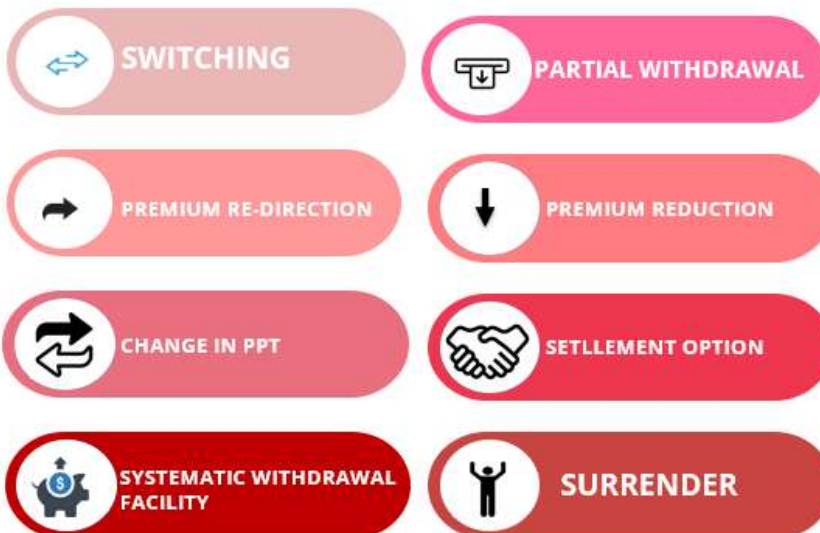 SWITCHING
PARTIAL WITHDRAWAL
PREMIUM RE-DIRECTION
PREMIUM REDUCTION
CHANGE IN PPT
SETLLEMENT OPTION
SYSTEMATIC WITHDRAWAL
FACILITY
SURRENDER
$